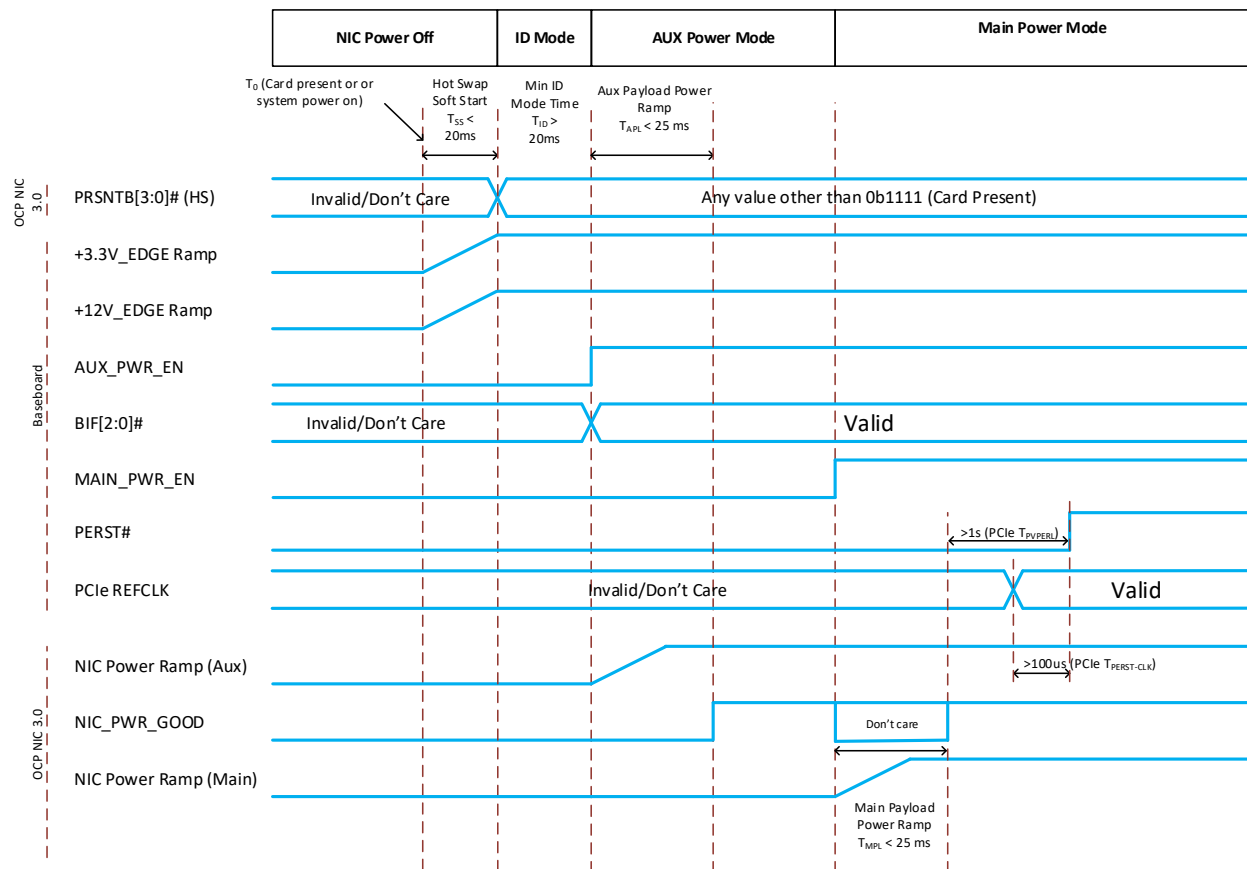 NIC Power Off
ID Mode
AUX Power Mode
Main Power Mode
T0 (Card present or or
system power on)
Hot Swap
Soft Start
TSS <
20ms
Min ID
Mode Time
TID >
20ms
Aux Payload Power
Ramp
TAPL < 25 ms
OCP NIC
3.0
PRSNTB[3:0]# (HS)
Invalid/Don't Care
Any value other than 0b1111 (Card Present)
Baseboard
+3.3V_EDGE Ramp
+12V_EDGE Ramp
AUX_PWR_EN
BIF[2:0]#
Invalid/Don't Care
Valid
MAIN_PWR_EN
PERST#
>1s (PCIe TPVPERL)
PCIe REFCLK
Invalid/Don't Care
Valid
OCP NIC 3.0
NIC Power Ramp (Aux)
>100us (PCIe TPERST-CLK)
NIC_PWR_GOOD
Don't care
NIC Power Ramp (Main)
Main Payload
Power Ramp
TMPL < 25 ms